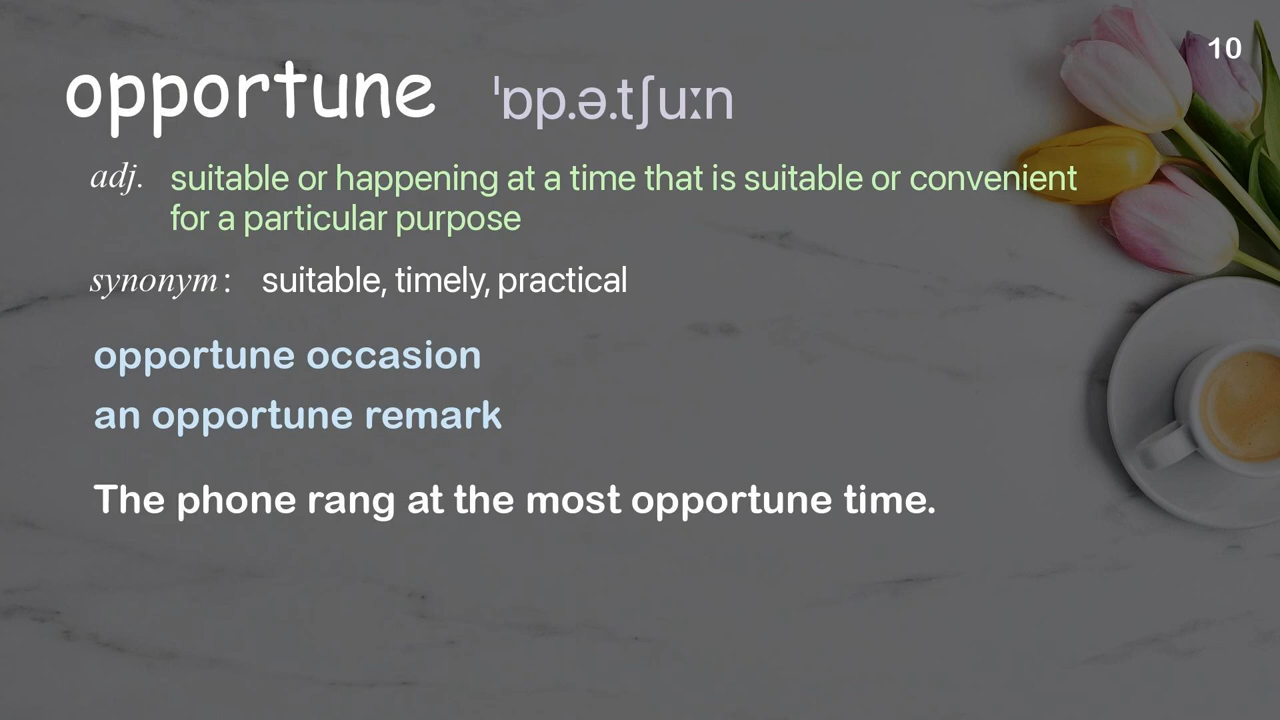 10
opportune ˈɒp.ə.tʃuːn
adj. suitable or happening at a time that is suitable or convenient
for a particular purpose
synonym: suitable, timely, practical
opportune occasion
an opportune remark
The phone rang at the most opportune time.